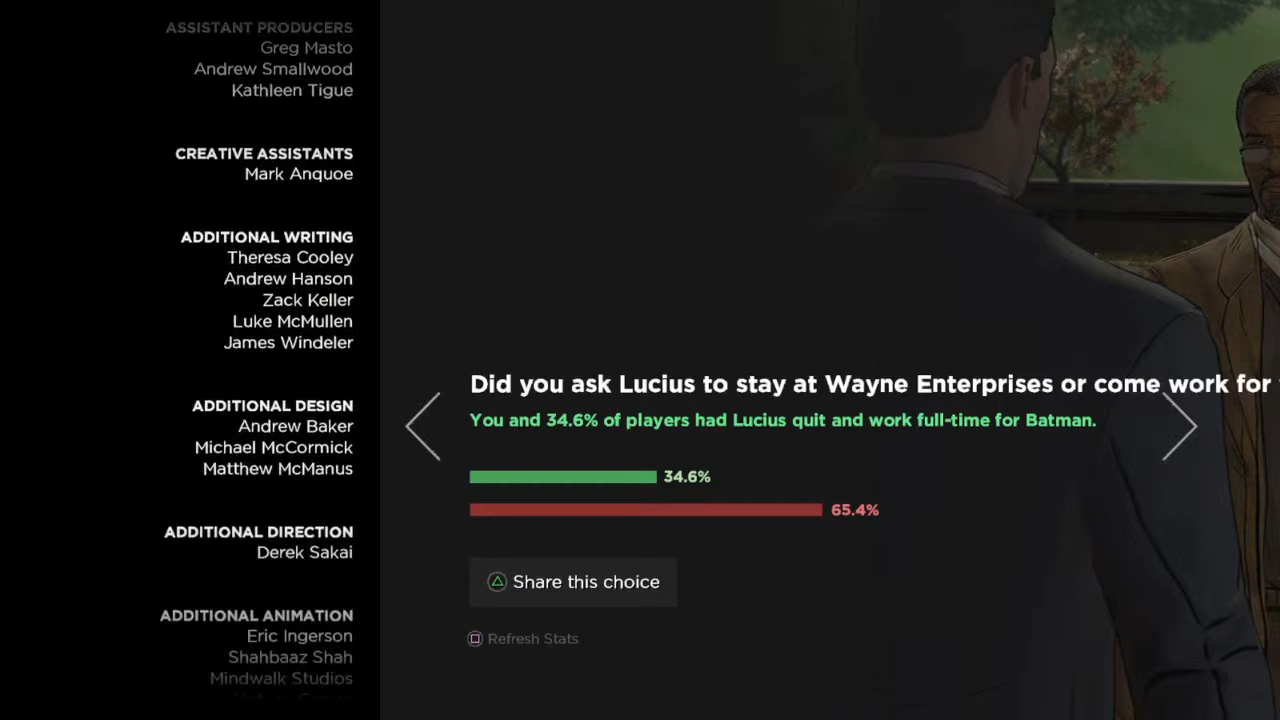 ASSISTANT PRODUCERS
Greg Masto
Andrew Smallwood
Kathleen Tigue
CREATIVE ASSISTANTS
Mark Anquoe
ADDITIONAL WRITING
Theresa Cooley
Andrew Hanson
Zack Keller
Luke McMullen
James Windeler
ADDITIONAL DESIGN
Andrew Baker
Michael McCormick
Matthew McManus
ADDITIONAL DIRECTION
Derek Sakai
ADDITIONAL ANIMATION
Eric Ingerson
Shahbaaz Shah
Mindwalk Studios
Did you ask Lucius to stay at Wayne Enterprises or come work for
You and 34.6% of players had Lucius quit and work full-time for Batman.
34.6%
65.4%
Share this choice
Refresh Stats